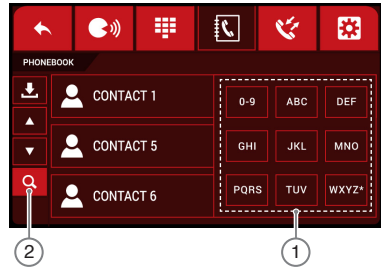 PHONEBOOK
CONTACT 1
0-9 ABC DEF
CONTACT 5
GHI JKL MNO
CONTACT 6
PQRS TUV WXYZ*
2 1